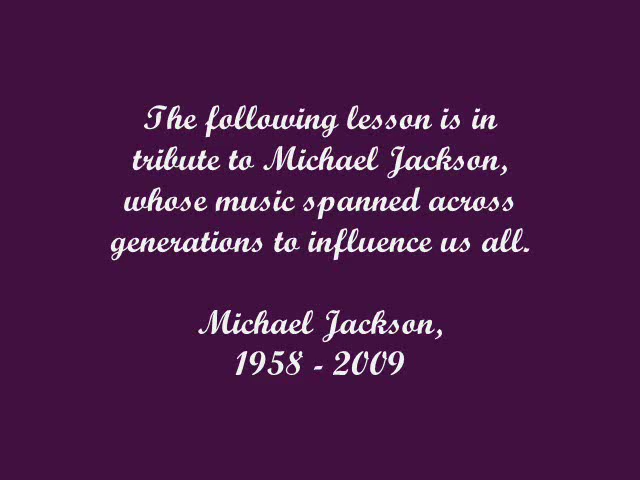 The following lesson is in
tribute to Michael Jackson,
whose music spanned across
generations to influence us all.
Michael Jackson,
1958 - 2009